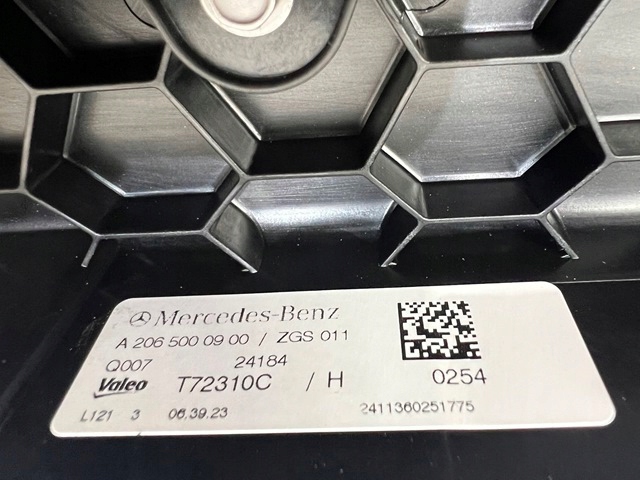 Mercedes-Benz
A 206 500 09 00 / ZGS 011
Q007 24184
Valeo T72310C / H 0254
L121 3 06.39.23 2411360251775